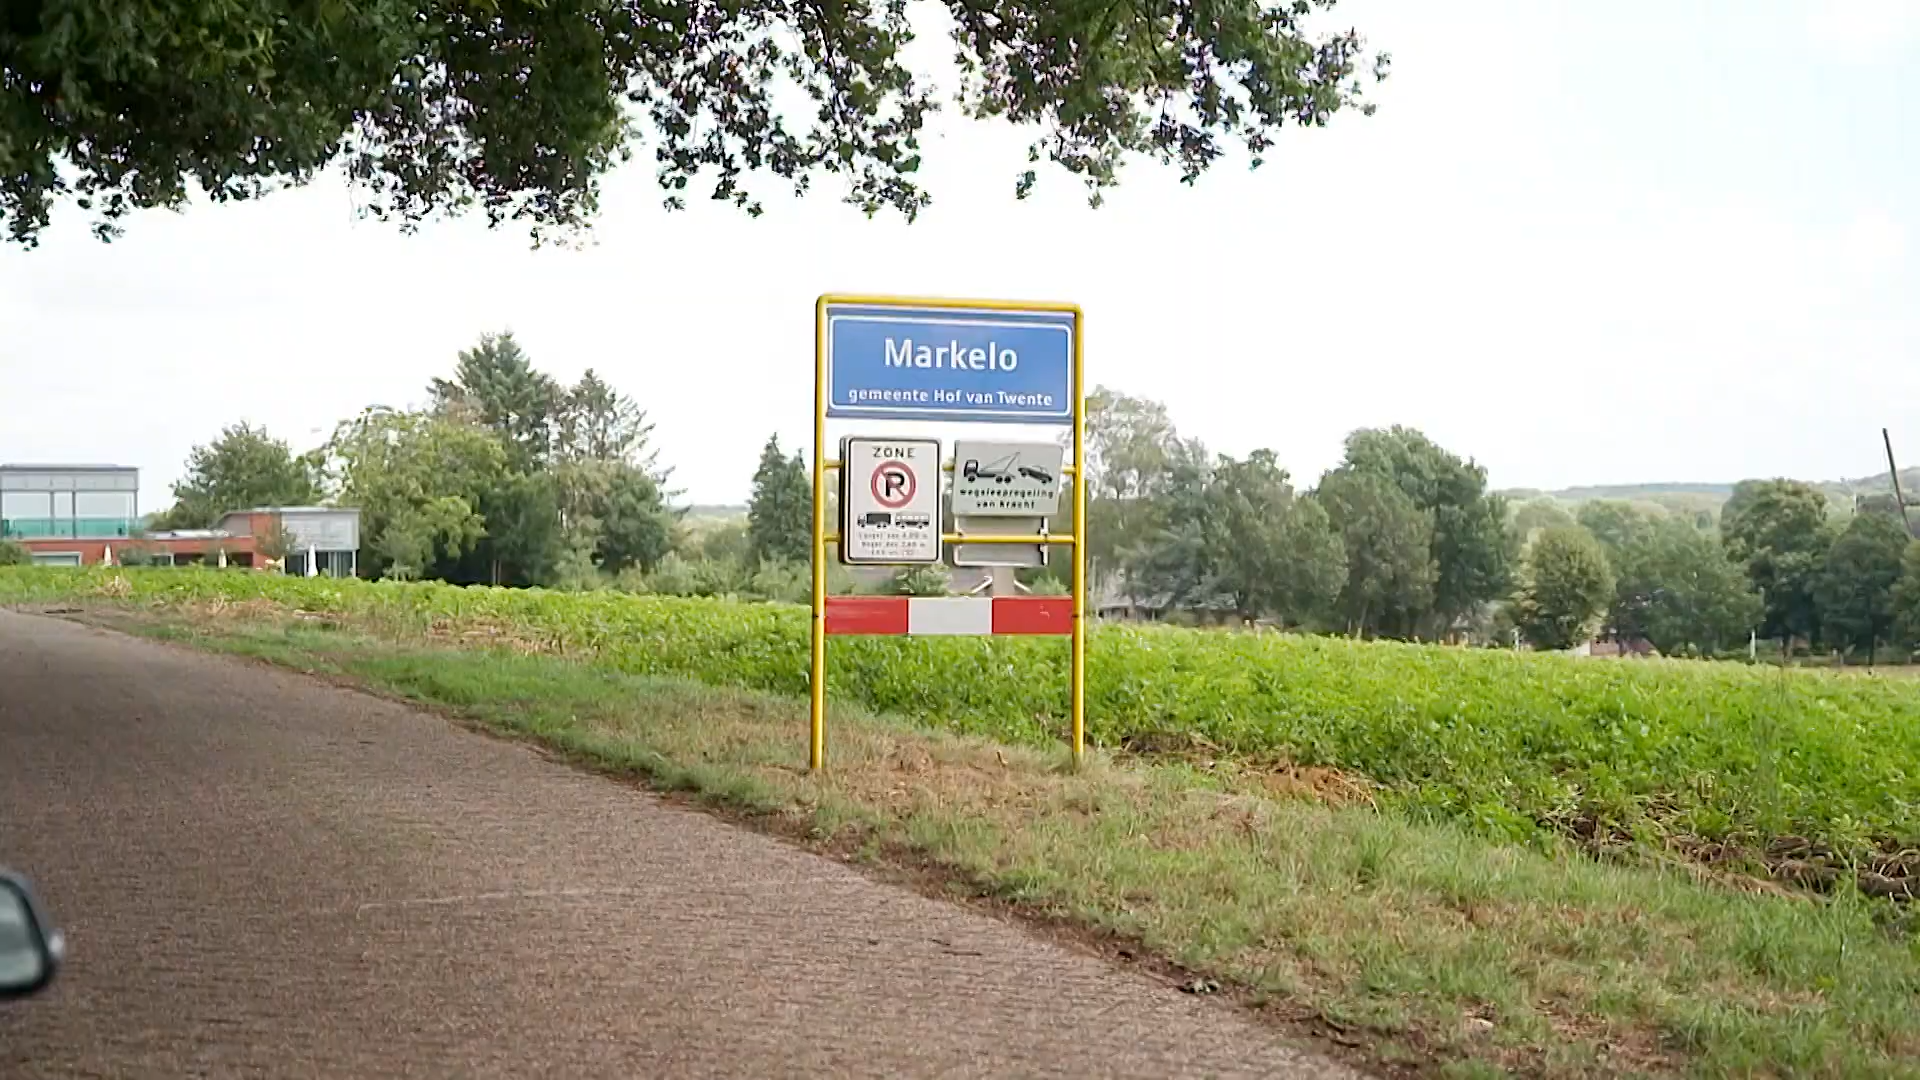 Markelo
gemeente Hof van Twente
ZONE
P
wegsleepregeling
van kracht